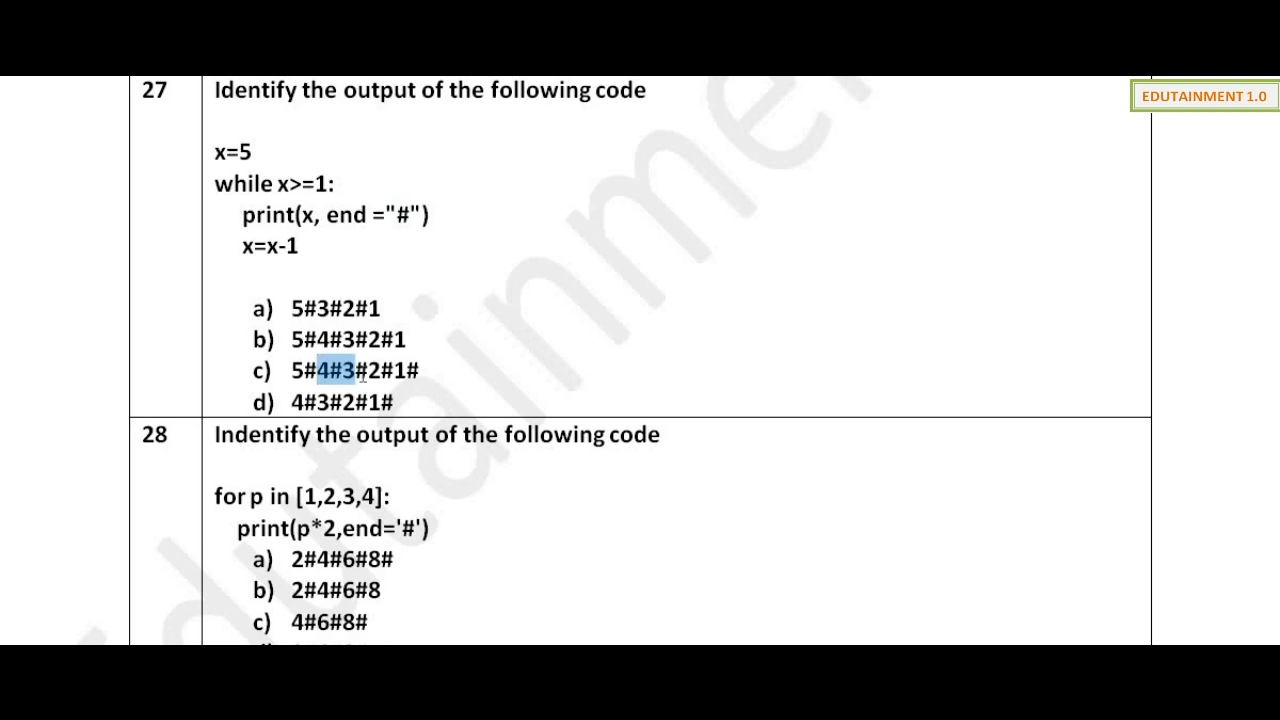 EDUTAINMENT 1.0
27 Identify the output of the following code
x=5
while x>=1:
print(x, end ="#")
x=x-1
a) 5#3#2#1
b) 5#4#3#2#1
c) 5#4#3#2#1#
d) 4#3#2#1#
28 Indentify the output of the following code
for p in [1,2,3,4]:
print(p*2,end='#')
a) 2#4#6#8#
b) 2#4#6#8
c) 4#6#8#